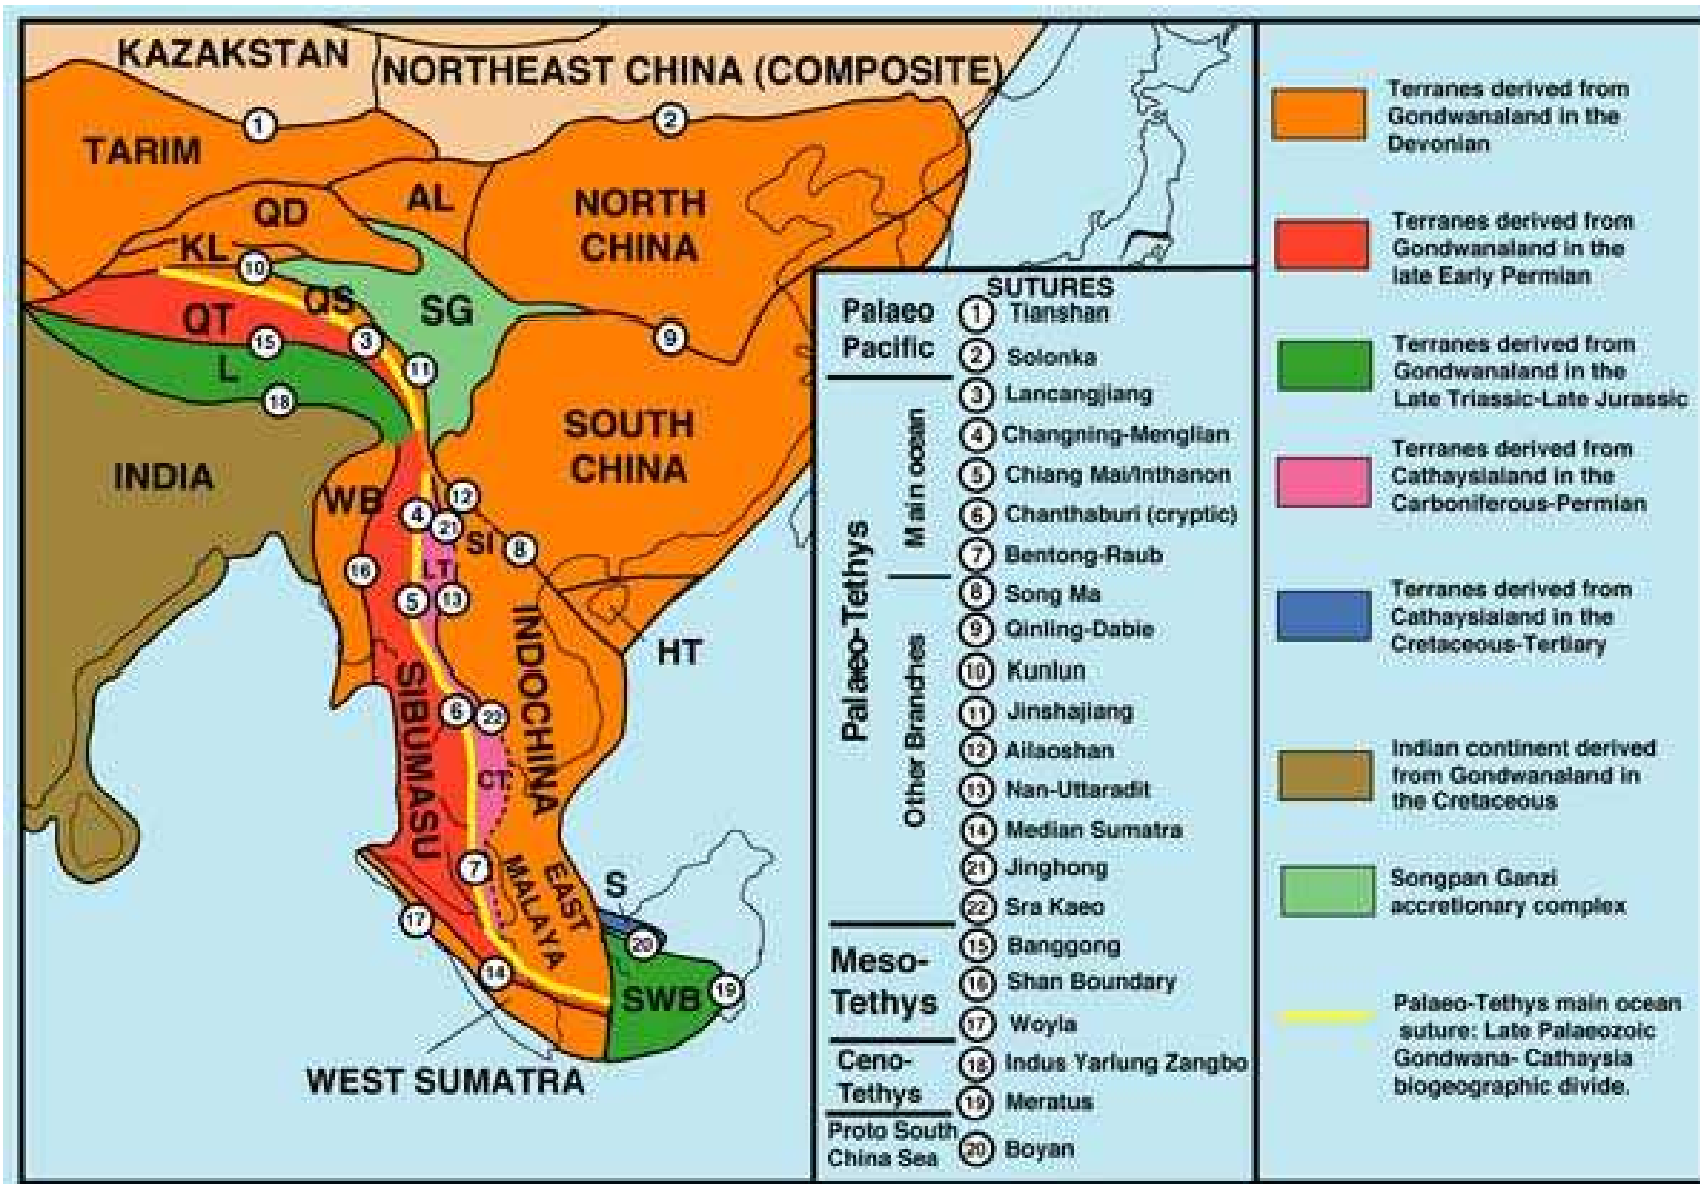 KAZAKSTAN
NORTHEAST CHINA (COMPOSITE)
1
2
TARIM
AL
QD
NORTH
CHINA
KL
10
QS
SG
QT
15
3
9
11
L
18
SOUTH
CHINA
INDIA
WB
12
4
21
SI
8
16
LT
5
13
INDOCHINA
HT
SIBUMASU
6
22
CT
7
EAST
MALAYA
S
17
20
14
SWB
19
WEST SUMATRA
SUTURES
Palaeo
Pacific
1 Tianshan
2 Solonka
Palaeo-Tethys
Main ocean
3 Lancangjiang
4 Changning-Menglian
5 Chiang Mai/Inthanon
6 Chanthaburi (cryptic)
7 Bentong-Raub
Other Branches
8 Song Ma
9 Qinling-Dabie
10 Kunlun
11 Jinshajiang
12 Ailaoshan
13 Nan-Uttaradit
14 Median Sumatra
21 Jinghong
22 Sra Kaeo
Meso-
Tethys
15 Banggong
16 Shan Boundary
17 Woyla
Ceno-
Tethys
18 Indus Yarlung Zangbo
19 Meratus
Proto South
China Sea
20 Boyan
Terranes derived from
Gondwanaland in the
Devonian
Terranes derived from
Gondwanaland in the
late Early Permian
Terranes derived from
Gondwanaland in the
Late Triassic-Late Jurassic
Terranes derived from
Cathaysialand in the
Carboniferous-Permian
Terranes derived from
Cathaysialand in the
Cretaceous-Tertiary
Indian continent derived
from Gondwanaland in
the Cretaceous
Songpan Ganzi
accretionary complex
Palaeo-Tethys main ocean
suture: Late Palaeozoic
Gondwana- Cathaysia
biogeographic divide.